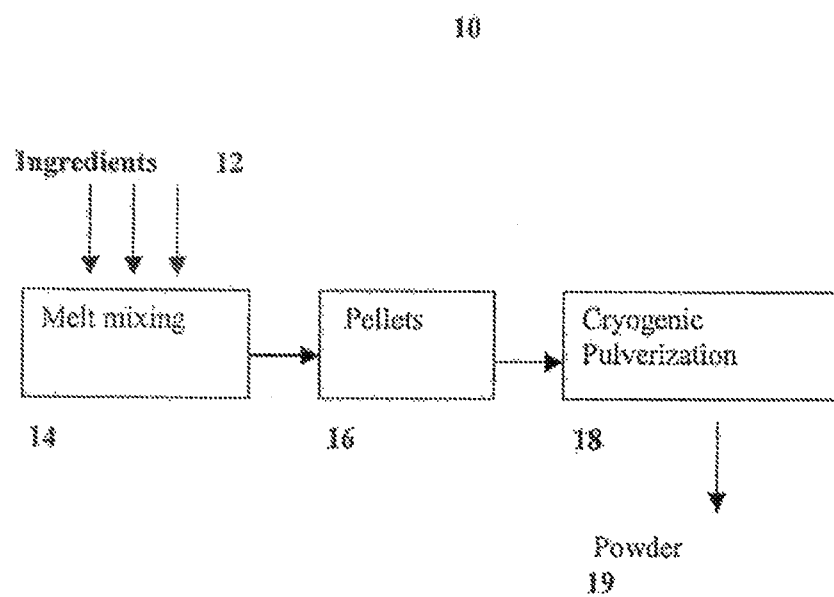 10
Ingredients 12
Melt mixing
Pellets
Cryogenic
Pulverization
14
16
18
Powder
19